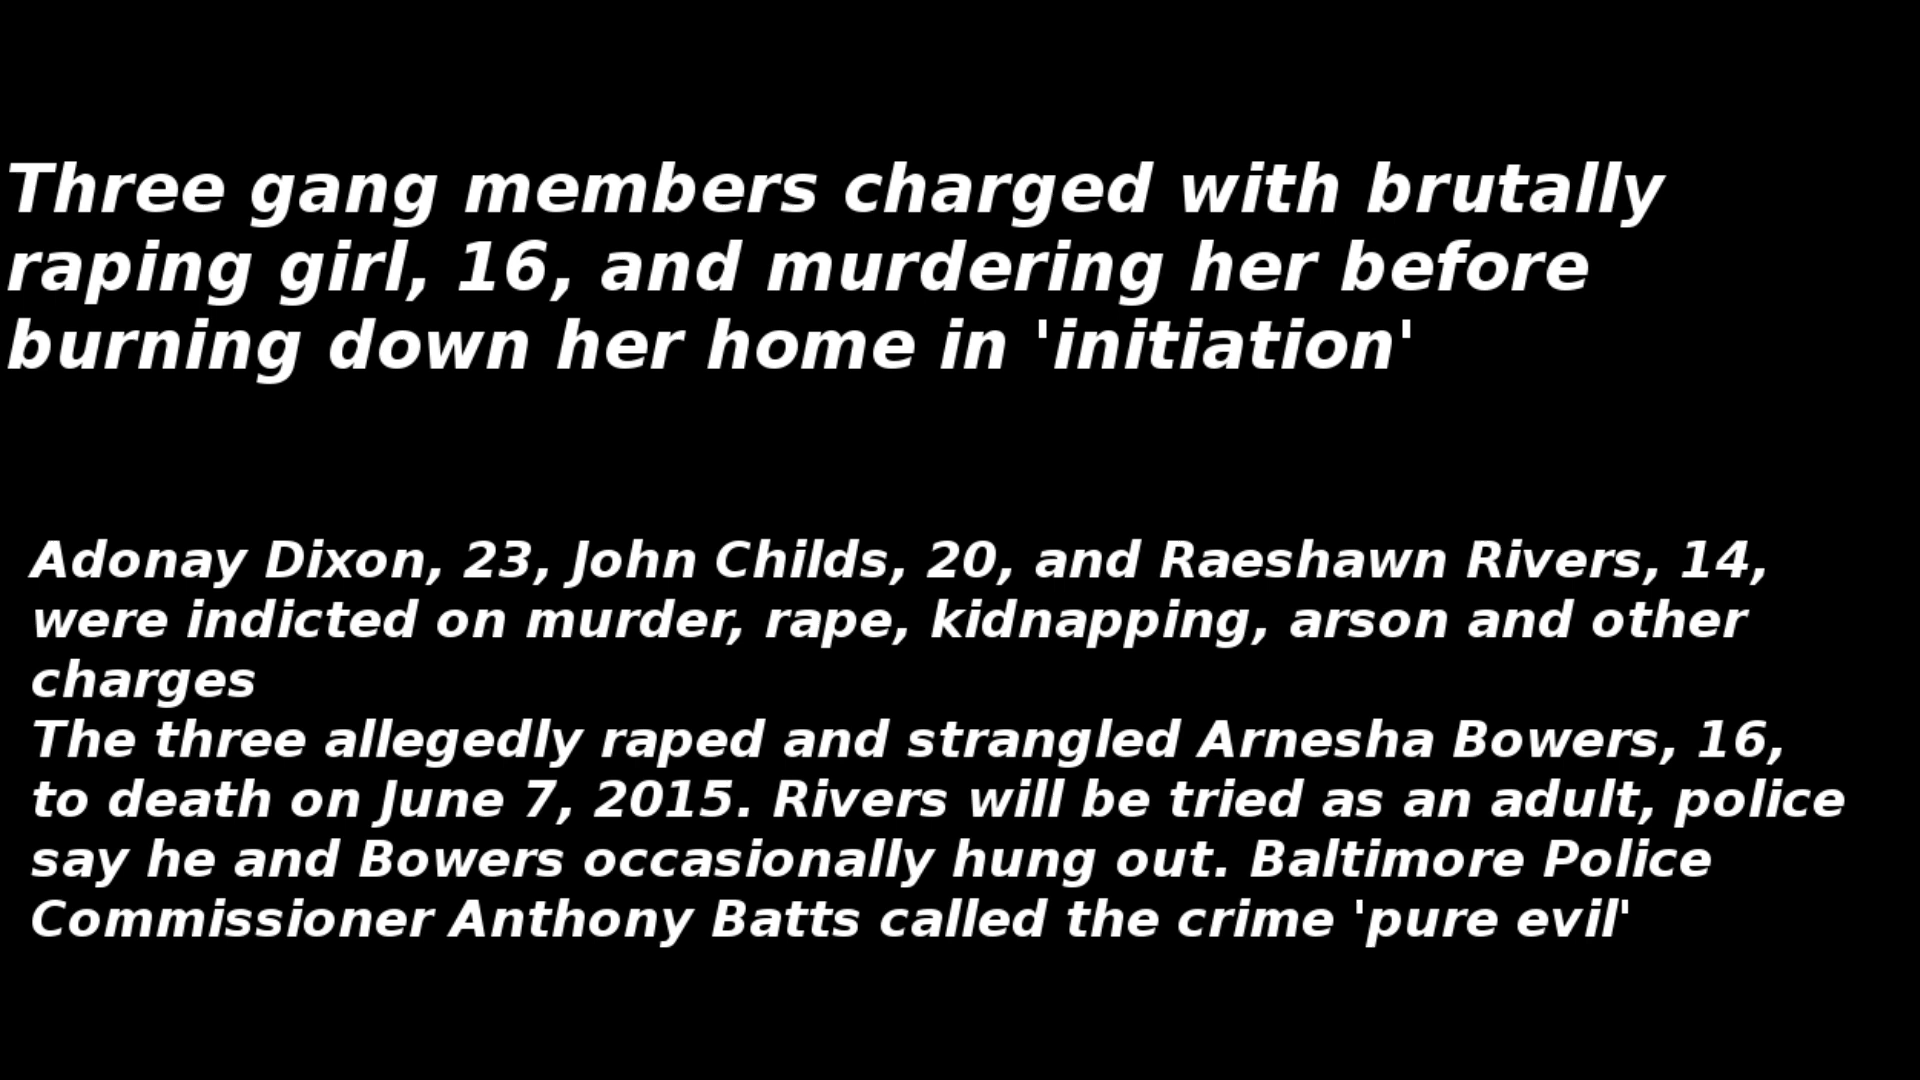 Three gang members charged with brutally
raping girl, 16, and murdering her before
burning down her home in 'initiation'
Adonay Dixon, 23, John Childs, 20, and Raeshawn Rivers, 14,
were indicted on murder, rape, kidnapping, arson and other
charges
The three allegedly raped and strangled Arnesha Bowers, 16,
to death on June 7, 2015. Rivers will be tried as an adult, police
say he and Bowers occasionally hung out. Baltimore Police
Commissioner Anthony Batts called the crime 'pure evil'